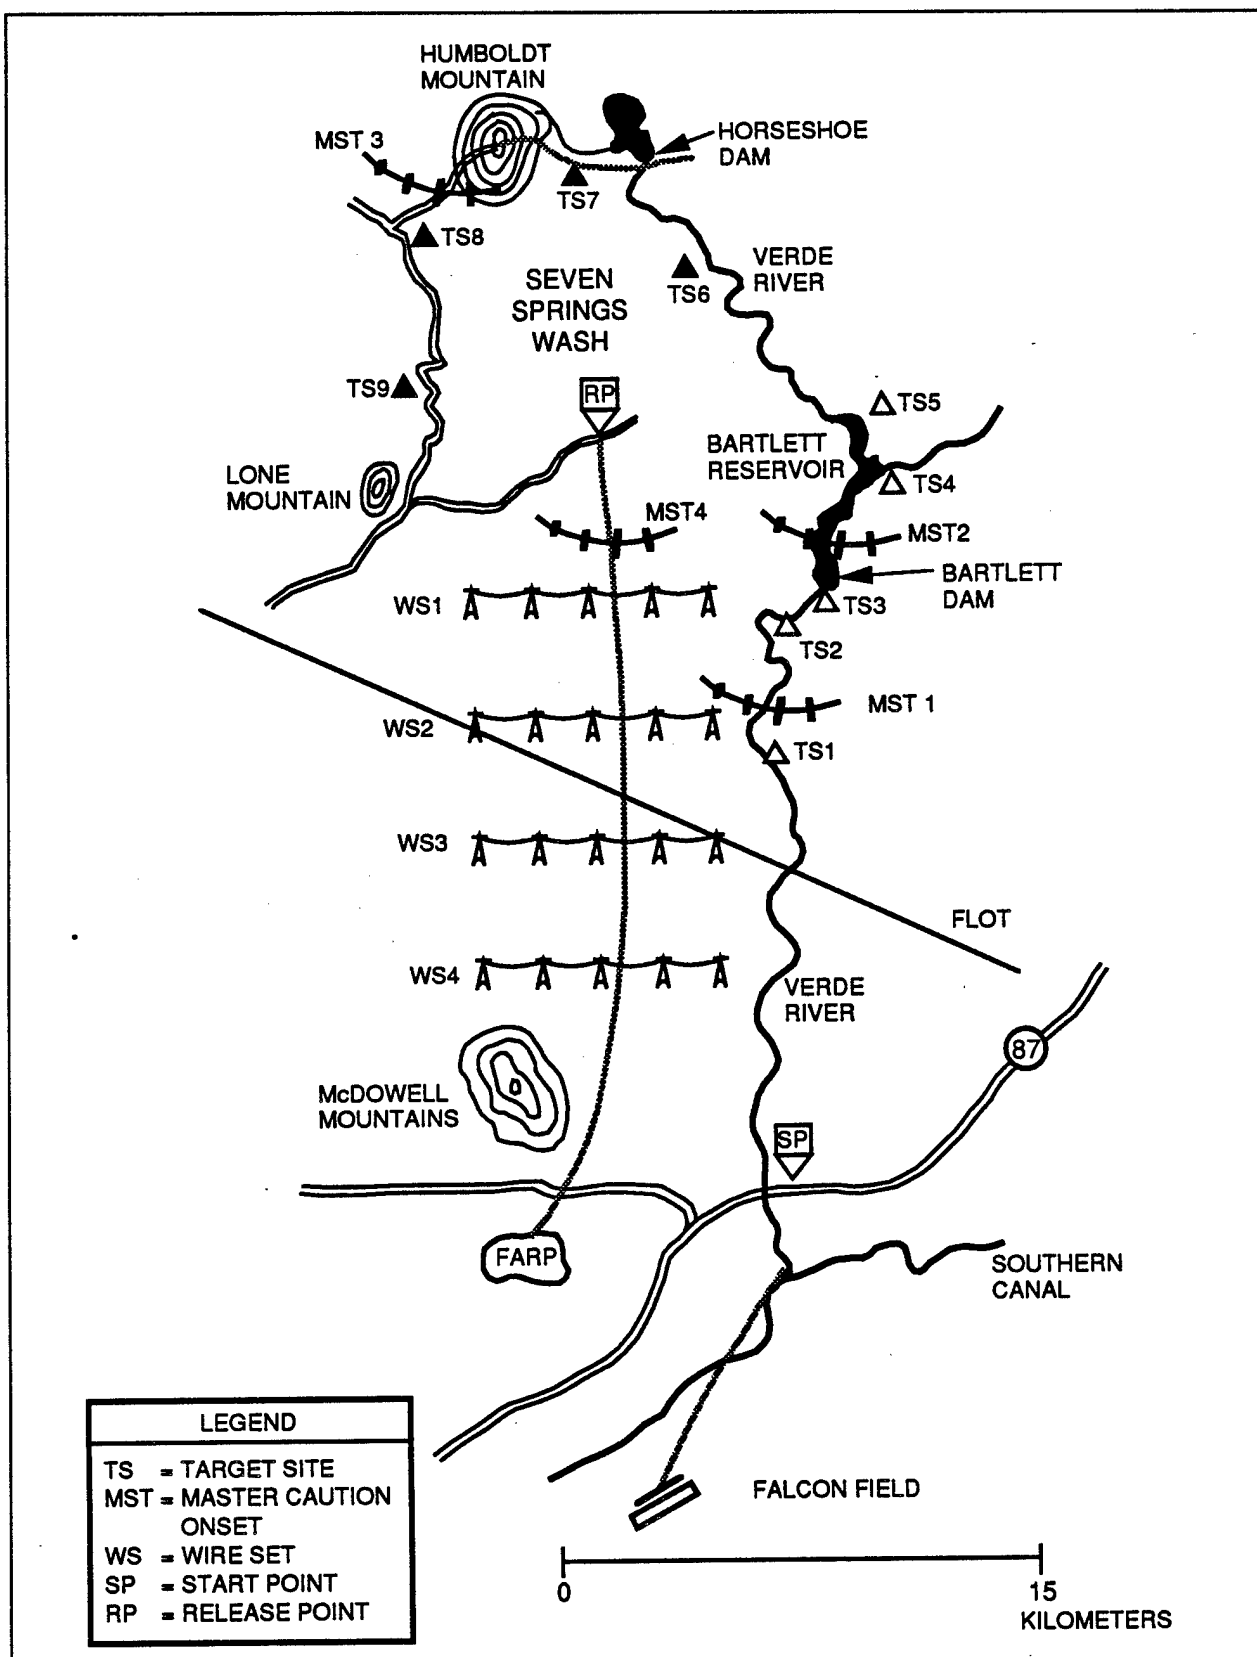 HUMBOLDT
MOUNTAIN
MST 3
HORSESHOE
DAM
TS7
TS8
VERDE
RIVER
SEVEN
SPRINGS
WASH
TS6
TS9
RP
TS5
BARTLETT
RESERVOIR
LONE
MOUNTAIN
TS4
MST4
MST2
BARTLETT
DAM
WS1
TS3
TS2
MST 1
WS2
TS1
WS3
FLOT
WS4
VERDE
RIVER
87
McDOWELL
MOUNTAINS
SP
FARP
SOUTHERN
CANAL
LEGEND
TS = TARGET SITE
MST = MASTER CAUTION
ONSET
WS = WIRE SET
SP = START POINT
RP = RELEASE POINT
FALCON FIELD
0 15
KILOMETERS